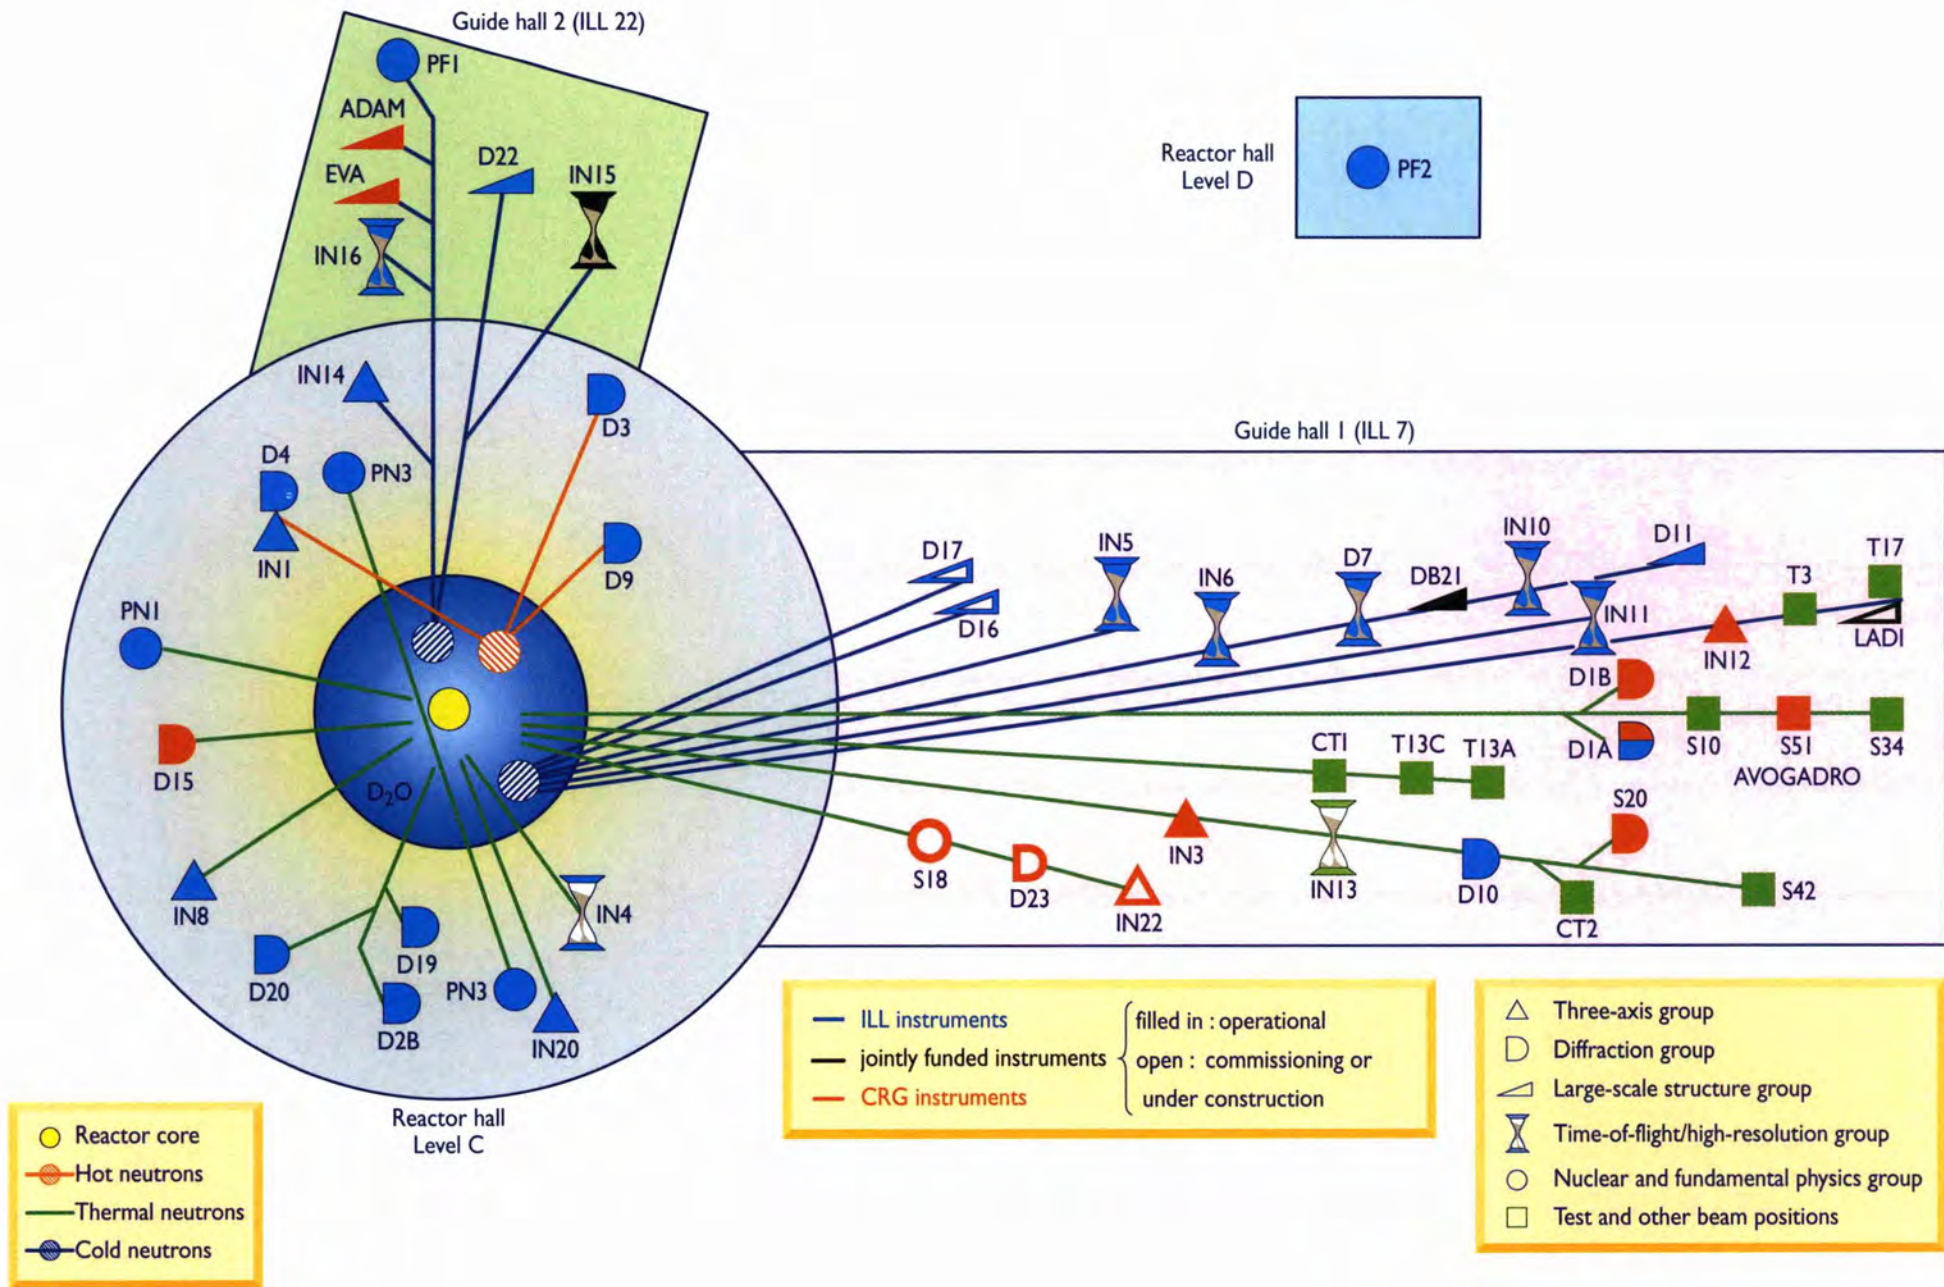 Guide hall 2 (ILL 22)
PF1
ADAM
D22
EVA
IN15
IN16
Reactor hall
Level D
PF2
IN14
D3
D4
PN3
IN1
D9
PN1
D15
D2O
IN8
IN4
D20
D19
PN3
D2B
IN20
Reactor hall
Level C
Guide hall 1 (ILL 7)
D17
D16
IN5
IN6
D7
DB21
IN10
D11
IN11
T3
T17
IN12
LADI
D1B
D1A
S10
S51
S34
AVOGADRO
CT1
T13C
T13A
S20
IN3
IN13
D10
S18
D23
IN22
CT2
S42
Reactor core
Hot neutrons
Thermal neutrons
Cold neutrons
ILL instruments
jointly funded instruments
CRG instruments
filled in : operational
open : commissioning or
under construction
Three-axis group
Diffraction group
Large-scale structure group
Time-of-flight/high-resolution group
Nuclear and fundamental physics group
Test and other beam positions